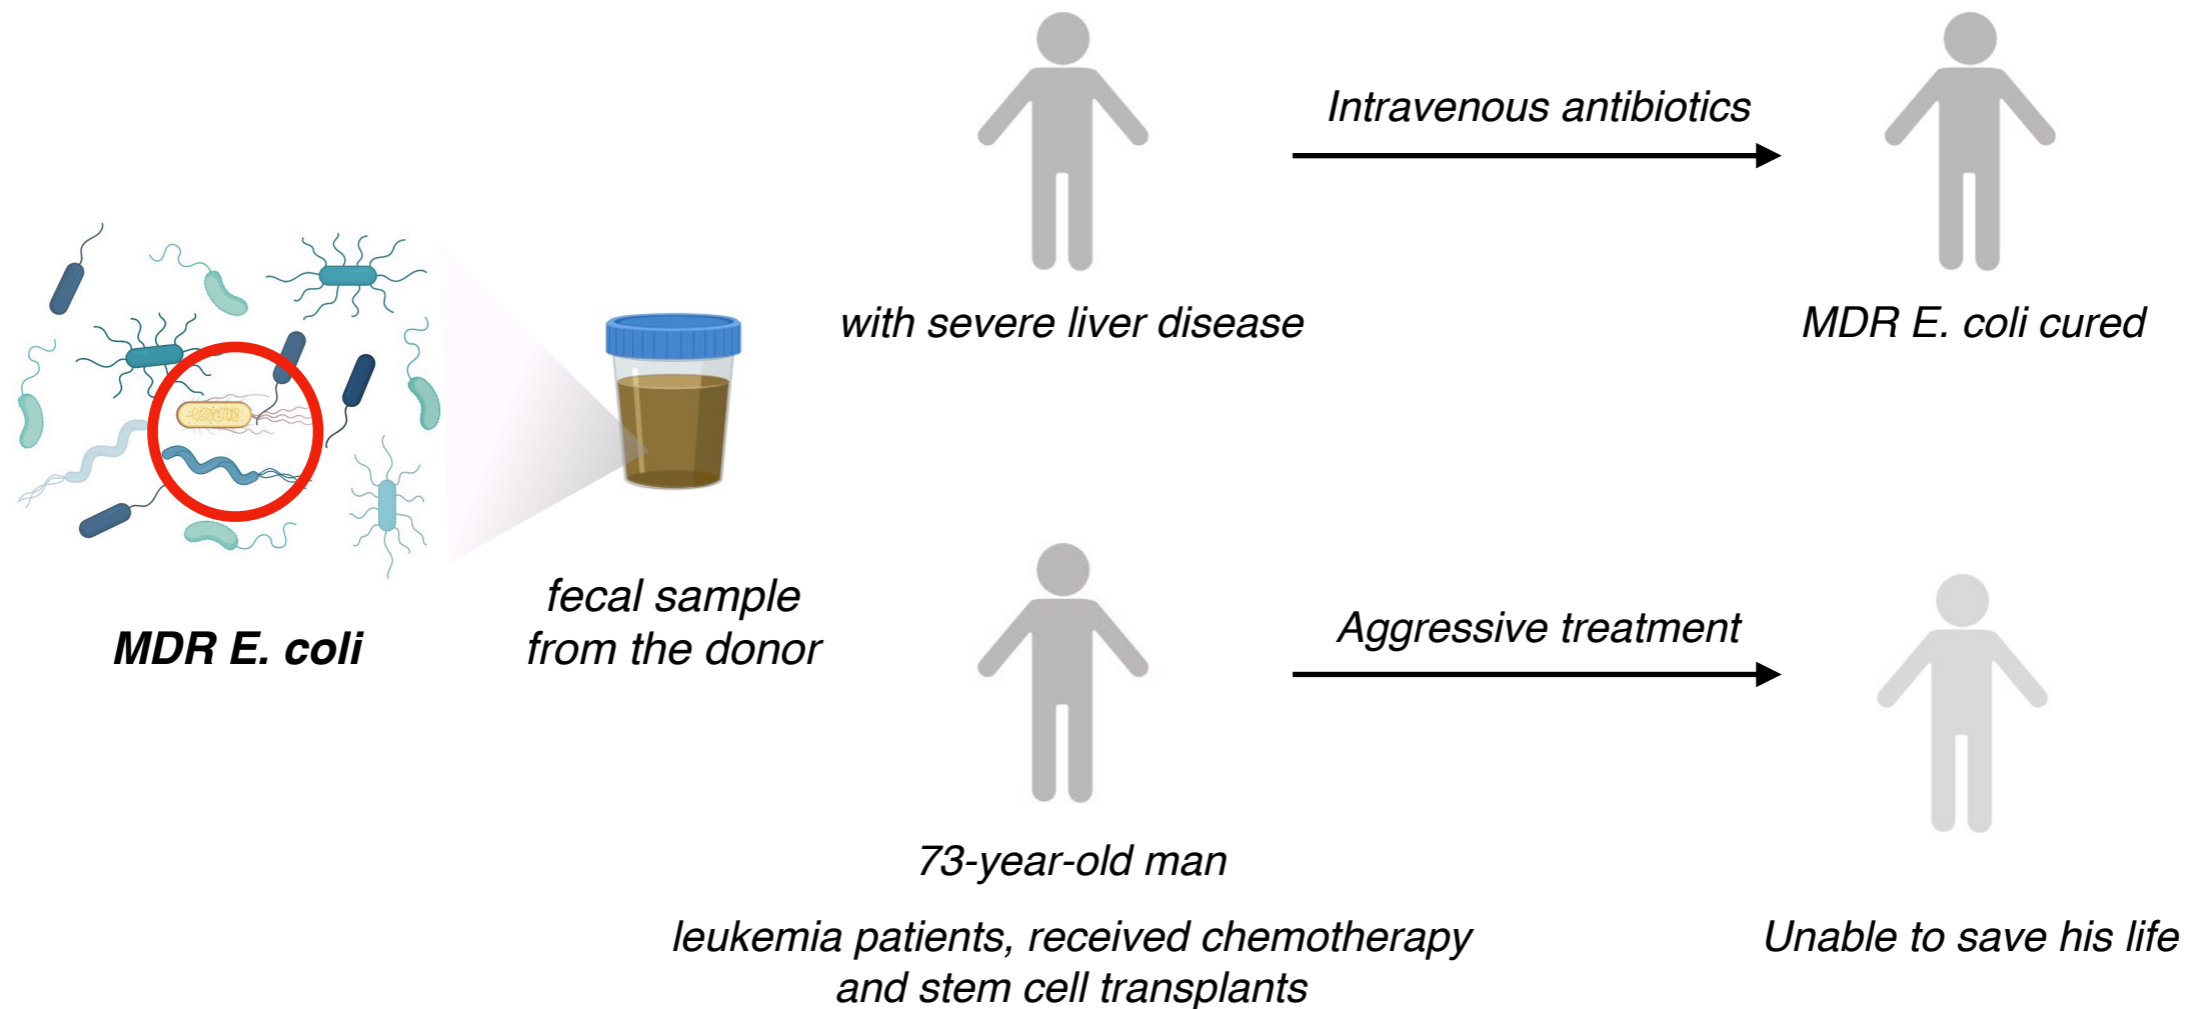 Intravenous antibiotics
with severe liver disease
MDR E. coli cured
MDR E. coli
fecal sample
from the donor
Aggressive treatment
73-year-old man
leukemia patients, received chemotherapy
and stem cell transplants
Unable to save his life